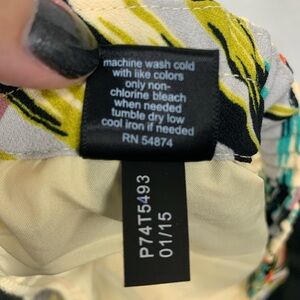 machine wash cold
with like colors
only non-
chlorine bleach
when needed
tumble dry low
cool iron if needed
RN 54874
P74T5493
01/15